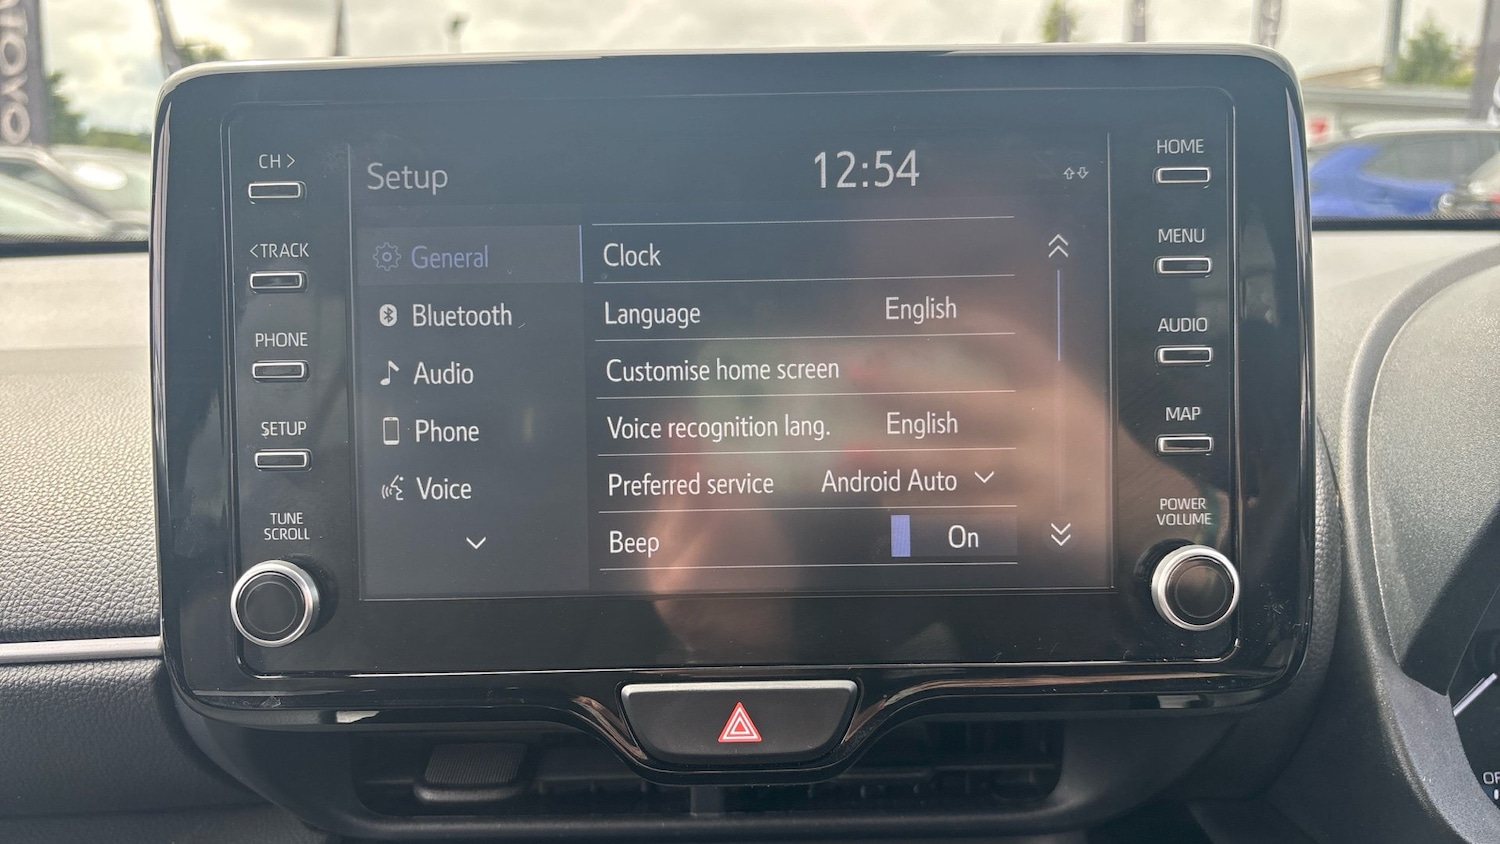 TOYO
CH >
< TRACK
PHONE
SETUP
TUNE
SCROLL
Setup
12:54
General
Bluetooth
Audio
Phone
Voice
Clock
Language English
Customise home screen
Voice recognition lang. English
Preferred service Android Auto
Beep On
HOME
MENU
AUDIO
MAP
POWER
VOLUME